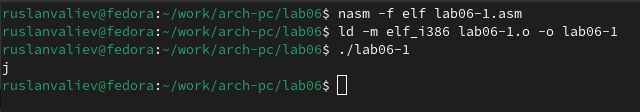 ruslanvaliev@fedora:~/work/arch-pc/lab06$ nasm -f elf lab06-1.asm
ruslanvaliev@fedora:~/work/arch-pc/lab06$ ld -m elf_i386 lab06-1.o -o lab06-1
ruslanvaliev@fedora:~/work/arch-pc/lab06$ ./lab06-1
j
ruslanvaliev@fedora:~/work/arch-pc/lab06$